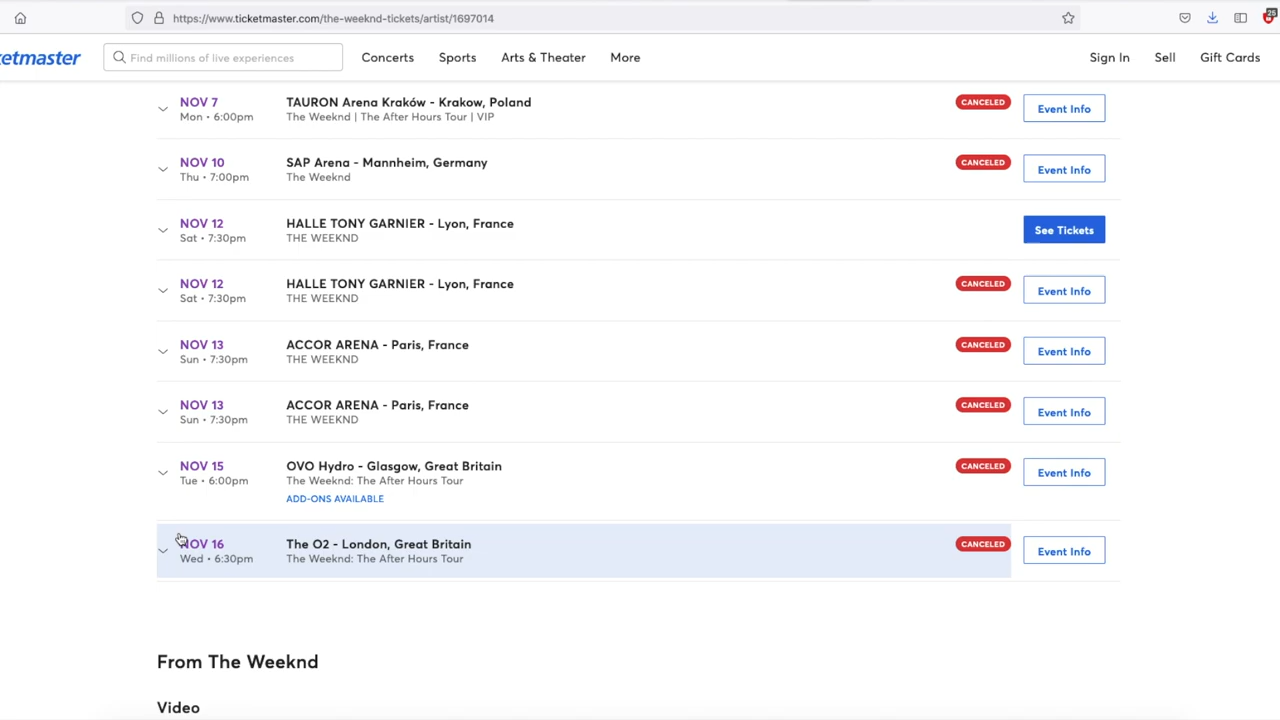 https://www.ticketmaster.com/the-weeknd-tickets/artist/1697014
25
etmaster
Find millions of live experiences
Concerts
Sports
Arts & Theater
More
Sign In
Sell
Gift Cards
NOV 7
Mon • 6:00pm
TAURON Arena Kraków - Krakow, Poland
The Weeknd | The After Hours Tour | VIP
CANCELED
Event Info
NOV 10
Thu • 7:00pm
SAP Arena - Mannheim, Germany
The Weeknd
CANCELED
Event Info
NOV 12
Sat • 7:30pm
HALLE TONY GARNIER - Lyon, France
THE WEEKND
See Tickets
NOV 12
Sat • 7:30pm
HALLE TONY GARNIER - Lyon, France
THE WEEKND
CANCELED
Event Info
NOV 13
Sun • 7:30pm
ACCOR ARENA - Paris, France
THE WEEKND
CANCELED
Event Info
NOV 13
Sun • 7:30pm
ACCOR ARENA - Paris, France
THE WEEKND
CANCELED
Event Info
NOV 15
Tue • 6:00pm
OVO Hydro - Glasgow, Great Britain
The Weeknd: The After Hours Tour
ADD-ONS AVAILABLE
CANCELED
Event Info
NOV 16
Wed • 6:30pm
The O2 - London, Great Britain
The Weeknd: The After Hours Tour
CANCELED
Event Info
From The Weeknd
Video